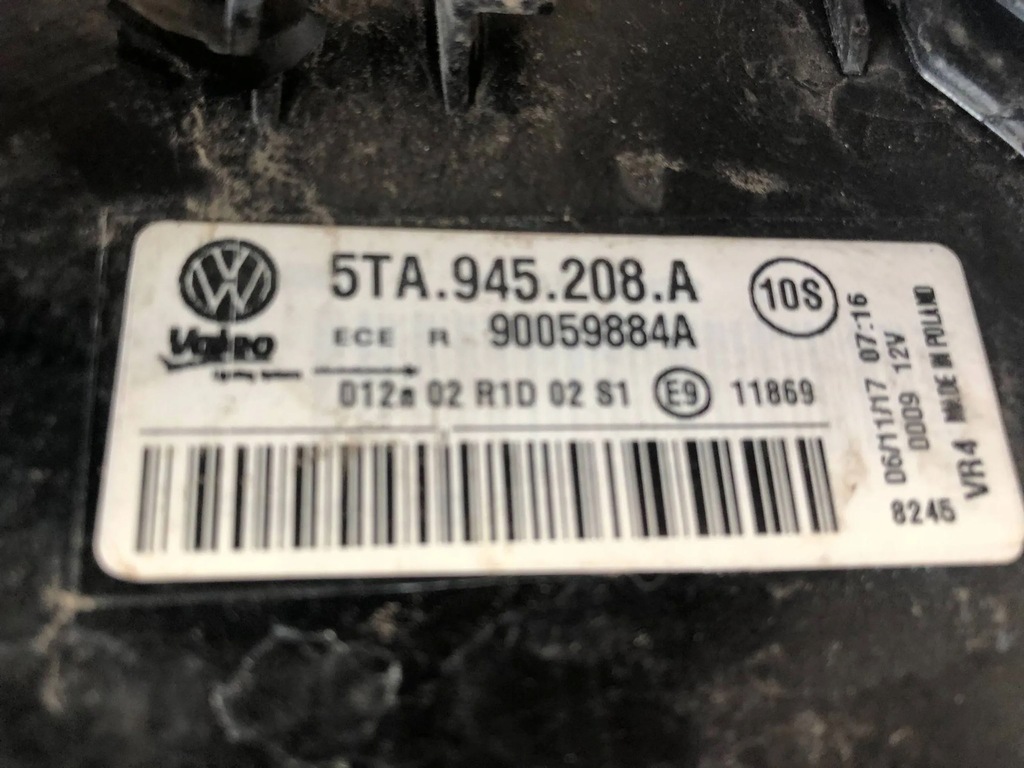 5TA.945.208.A
10S
Valeo
ECE R 90059884A
012a 02 R1D 02 S1 E9 11869
06/11/17 07:16
0009 12V
MADE IN POLAND
8245
VR4